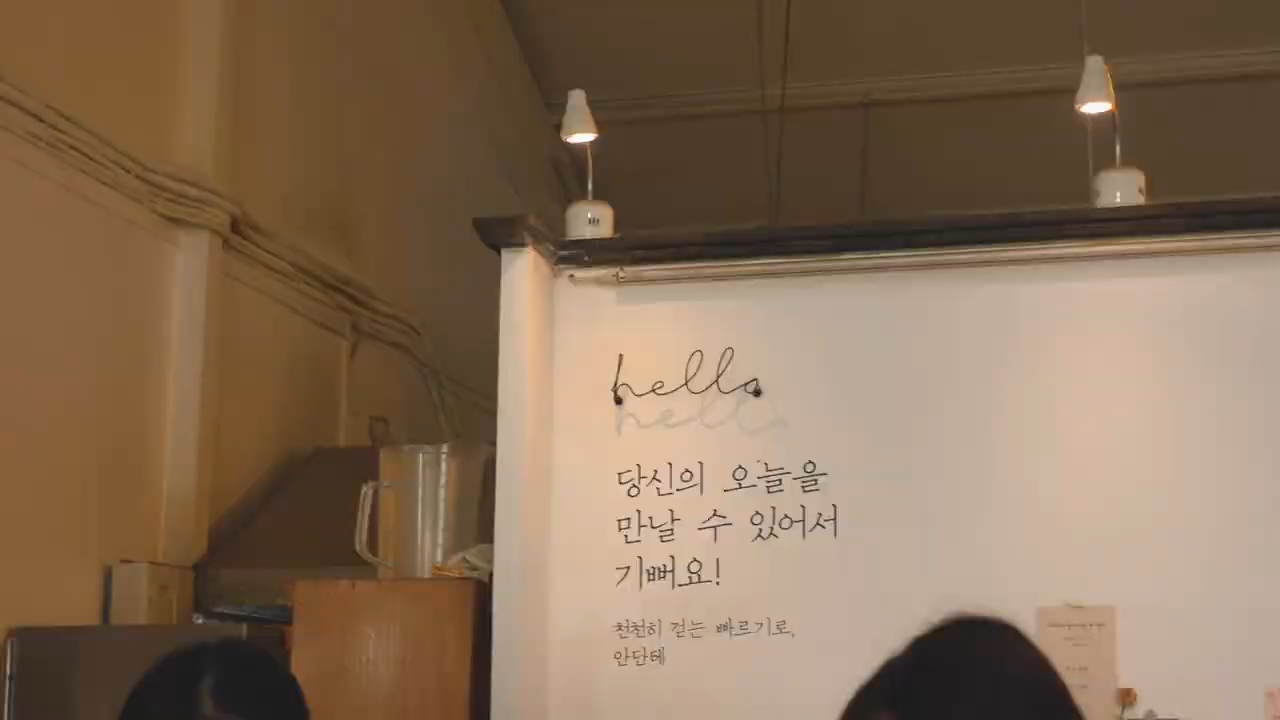 hello
당신의 오늘을
만날 수 있어서
기뻐요!
천천히 걷는 빠르기로,
안단테